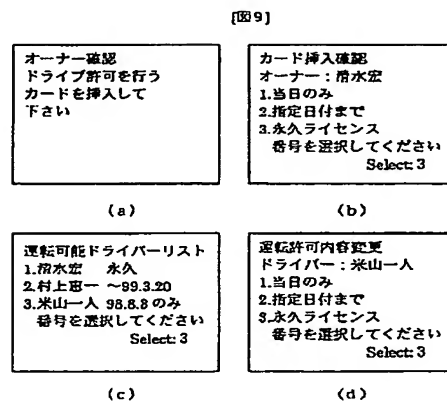 [図9]
オーナー確認
ドライブ許可を行う
カードを挿入して
下さい
(a)
カード挿入確認
オーナー:清水宏
1.当日のみ
2.指定日付まで
3.永久ライセンス
番号を選択してください
Select:3
(b)
運転可能ドライバーリスト
1.清水宏 永久
2.村上恵一 〜99.3.20
3.米山一人 98.8.8のみ
番号を選択してください
Select:3
(c)
運転許可内容変更
ドライバー:米山一人
1.当日のみ
2.指定日付まで
3.永久ライセンス
番号を選択してください
Select:3
(d)